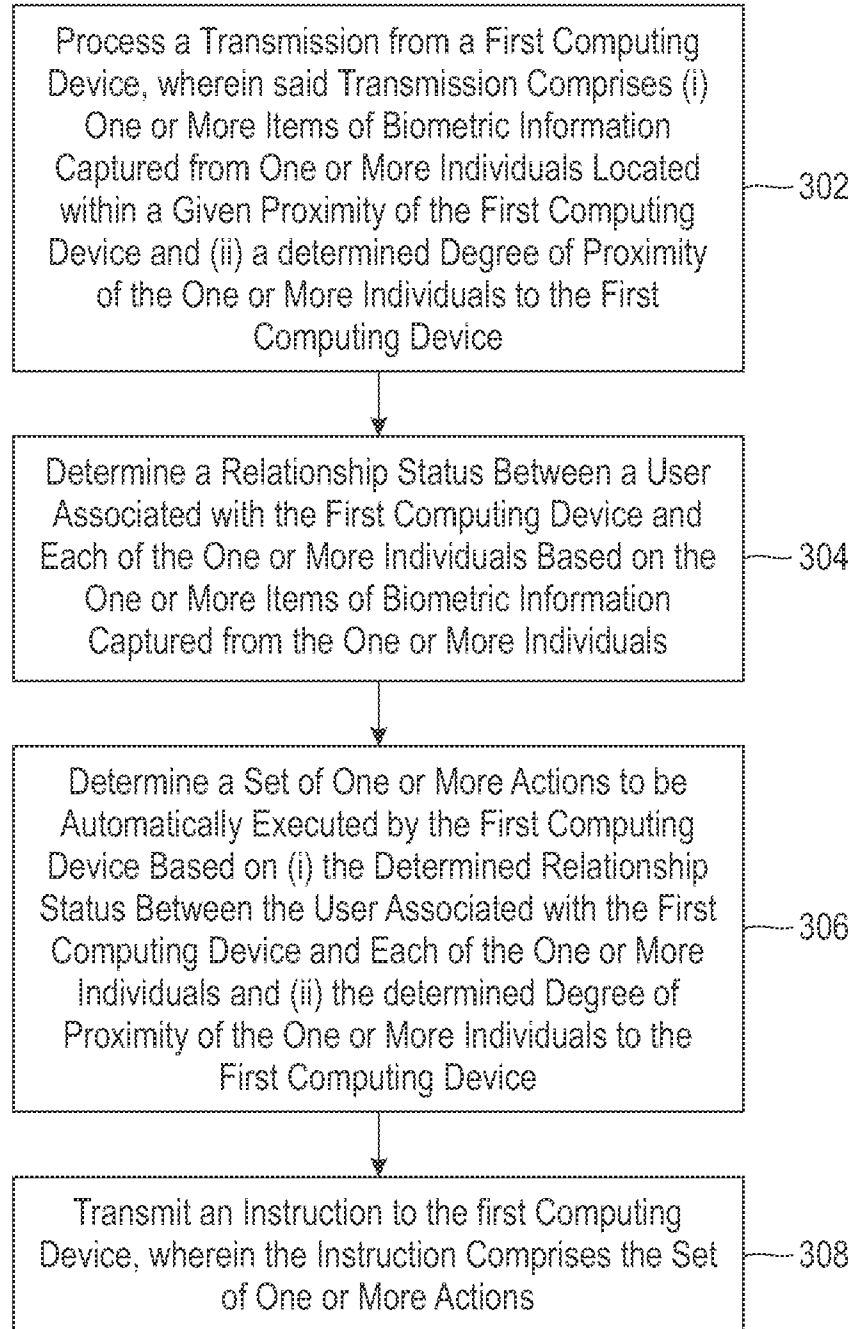 Process a Transmission from a First Computing
Device, wherein said Transmission Comprises (i)
One or More Items of Biometric Information
Captured from One or More Individuals Located
within a Given Proximity of the First Computing
Device and (ii) a determined Degree of Proximity
of the One or More Individuals to the First
Computing Device
302
Determine a Relationship Status Between a User
Associated with the First Computing Device and
Each of the One or More Individuals Based on the
One or More Items of Biometric Information
Captured from the One or More Individuals
304
Determine a Set of One or More Actions to be
Automatically Executed by the First Computing
Device Based on (i) the Determined Relationship
Status Between the User Associated with the First
Computing Device and Each of the One or More
Individuals and (ii) the determined Degree of
Proximity of the One or More Individuals to the
First Computing Device
306
Transmit an Instruction to the first Computing
Device, wherein the Instruction Comprises the Set
of One or More Actions
308